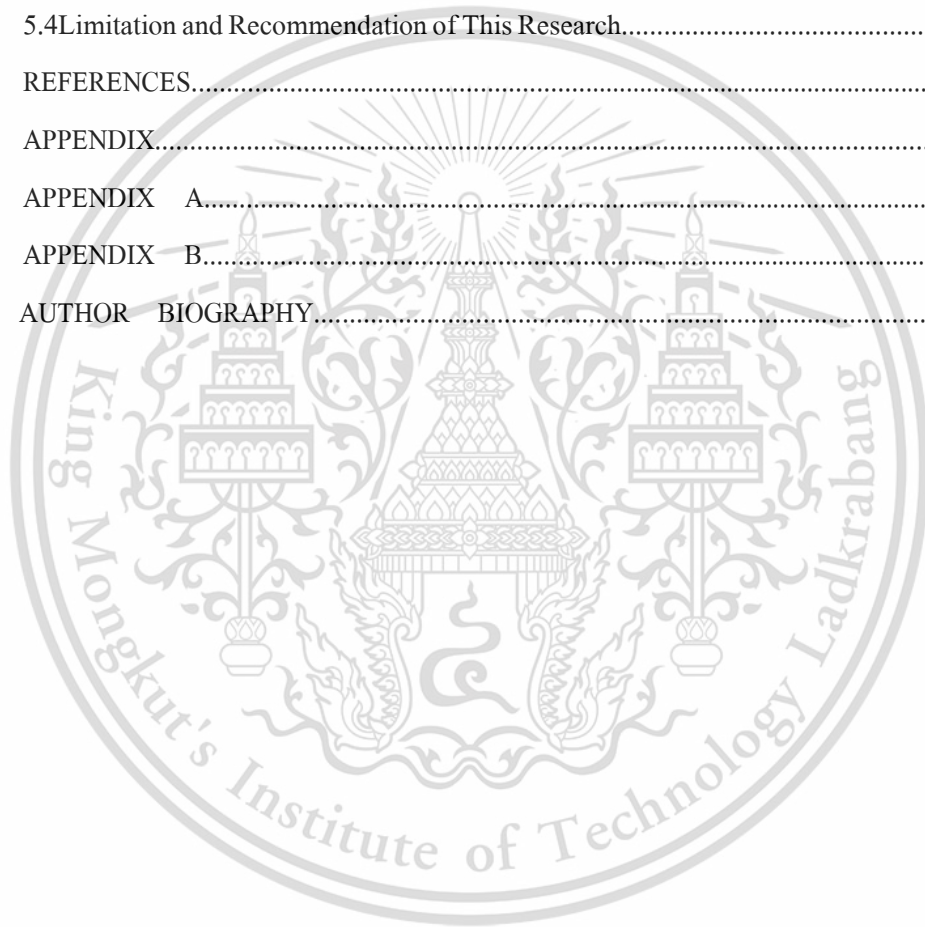 5.4Limitation and Recommendation of This Research........................................
REFERENCES........................................................................................
APPENDIX............................................................................................
APPENDIX A......................................................................................
APPENDIX B......................................................................................
AUTHOR BIOGRAPHY........................................................................
King Mongkut's Institute of Technology Ladkrabang